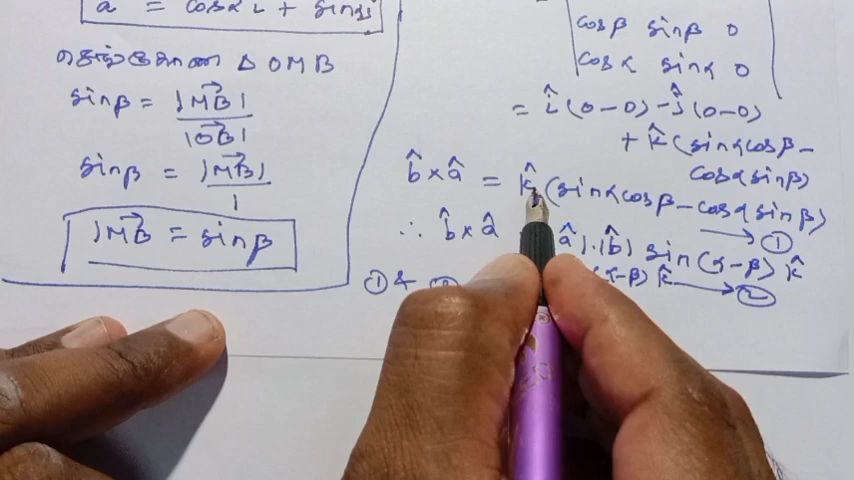 â = cosα î + sinα ĵ
செங்கோண Δ OMB
sinβ = |MB→| / |OB→|
sinβ = |MB→| / 1
|MB→| = sinβ
cosβ sinβ 0
cosα sinα 0
= î(0-0) - ĵ(0-0)
+ k̂(sinα cosβ -
cosα sinβ)
b̂ × â = k̂(sinα cosβ - cosα sinβ) → ①
∴ b̂ × â â|.|b̂| sin(α-β) k̂
(α-β) k̂ → ②
① & ②